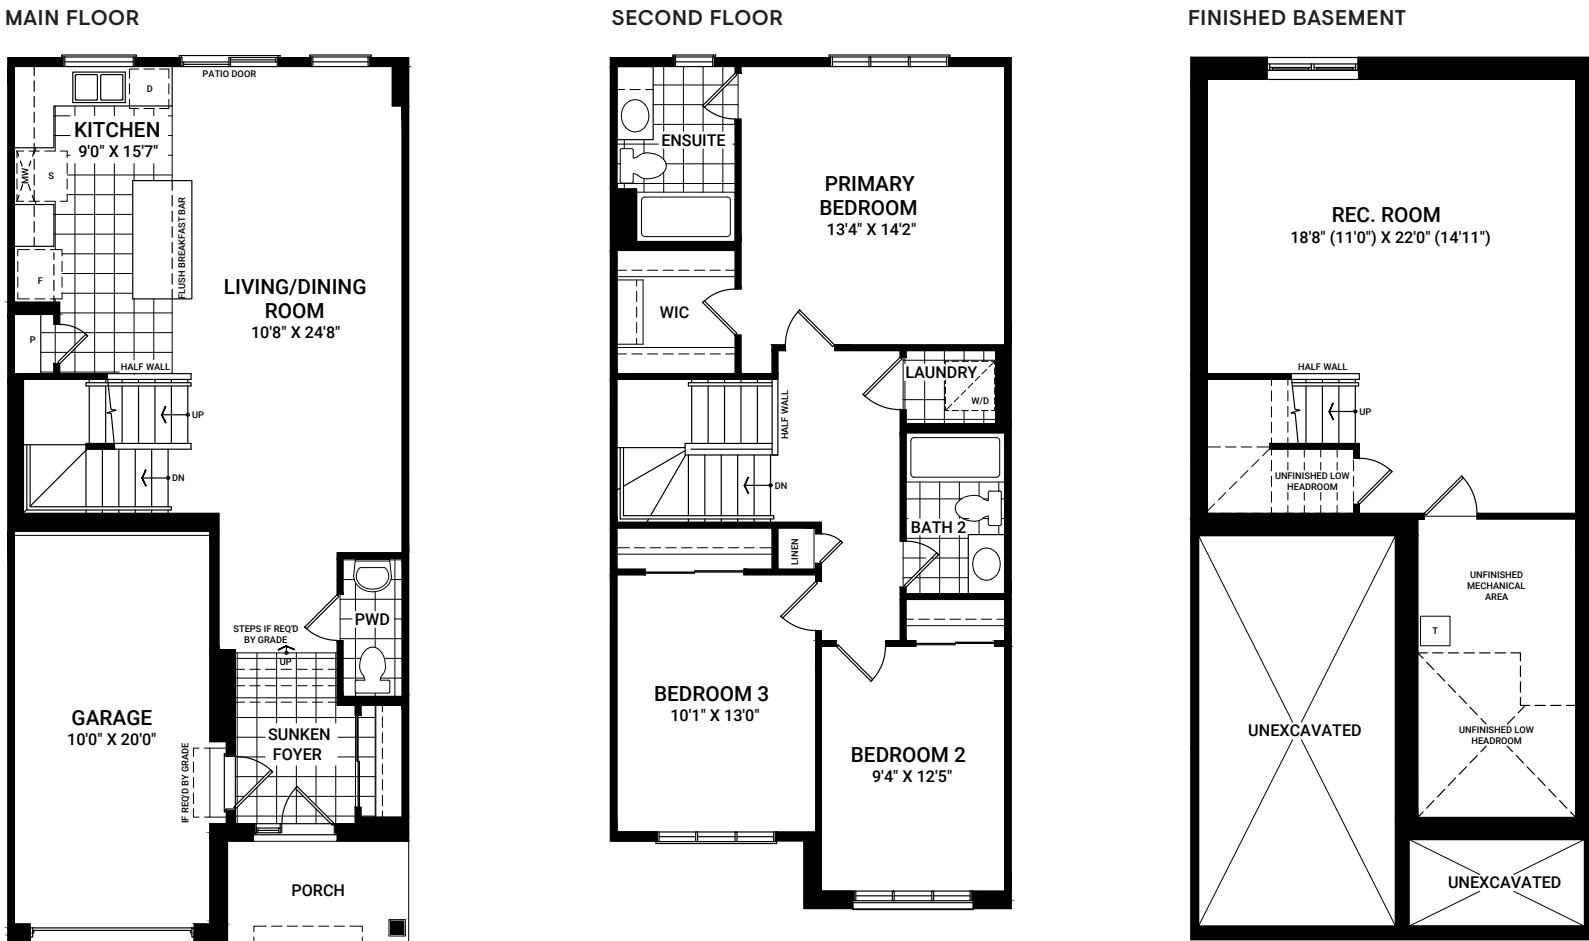 MAIN FLOOR
PATIO DOOR
D
KITCHEN
9'0" X 15'7"
MW
S
FLUSH BREAKFAST BAR
F
LIVING/DINING
ROOM
10'8" X 24'8"
P
HALF WALL
UP
DN
PWD
STEPS IF REQ'D
BY GRADE
UP
GARAGE
10'0" X 20'0"
SUNKEN
FOYER
IF REQ'D BY GRADE
PORCH
SECOND FLOOR
ENSUITE
PRIMARY
BEDROOM
13'4" X 14'2"
WIC
LAUNDRY
W/D
HALF WALL
DN
BATH 2
LINEN
BEDROOM 3
10'1" X 13'0"
BEDROOM 2
9'4" X 12'5"
FINISHED BASEMENT
REC. ROOM
18'8" (11'0") X 22'0" (14'11")
HALF WALL
UP
UNFINISHED LOW
HEADROOM
UNFINISHED
MECHANICAL
AREA
T
UNEXCAVATED
UNFINISHED LOW
HEADROOM
UNEXCAVATED